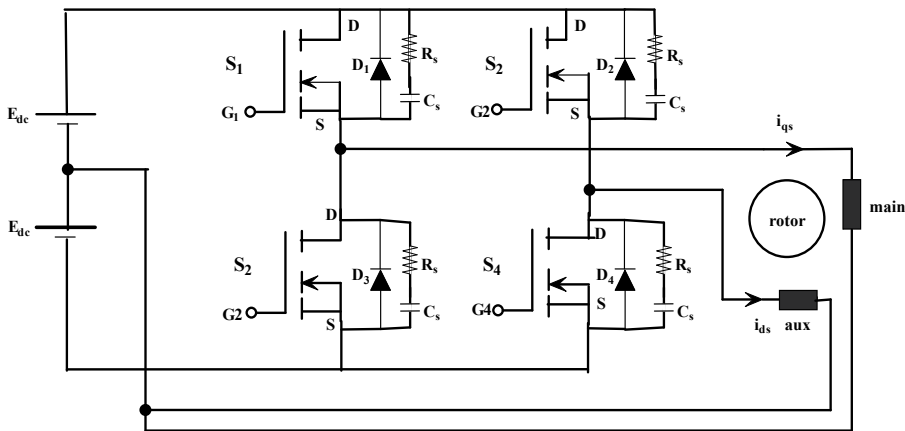 D
D
S1
D1
Rs
S2
D2
Rs
Edc
G1
S
Cs
G2
S
Cs
iqs
Edc
D
D
rotor
main
S2
D3
Rs
S4
D4
Rs
G2
S
Cs
G4
S
Cs
ids
aux